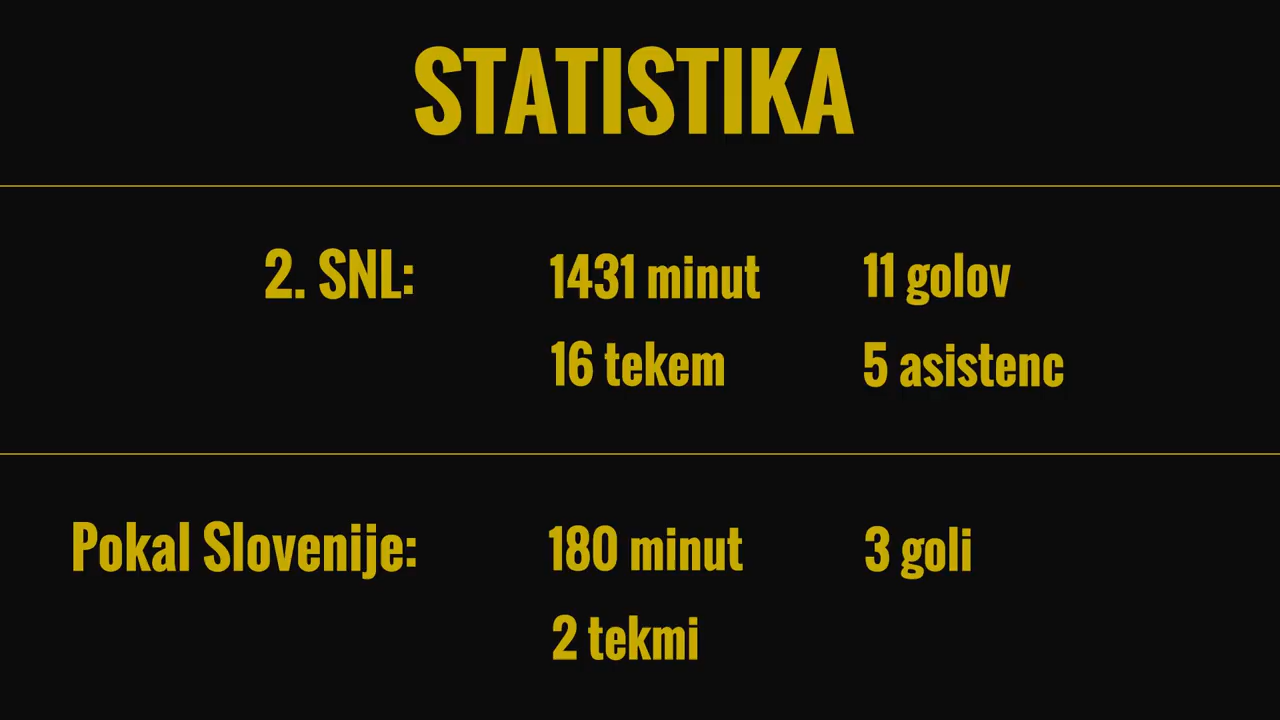 STATISTIKA
2. SNL: 1431 minut 11 golov
16 tekem 5 asistenc
Pokal Slovenije: 180 minut 3 goli
2 tekmi